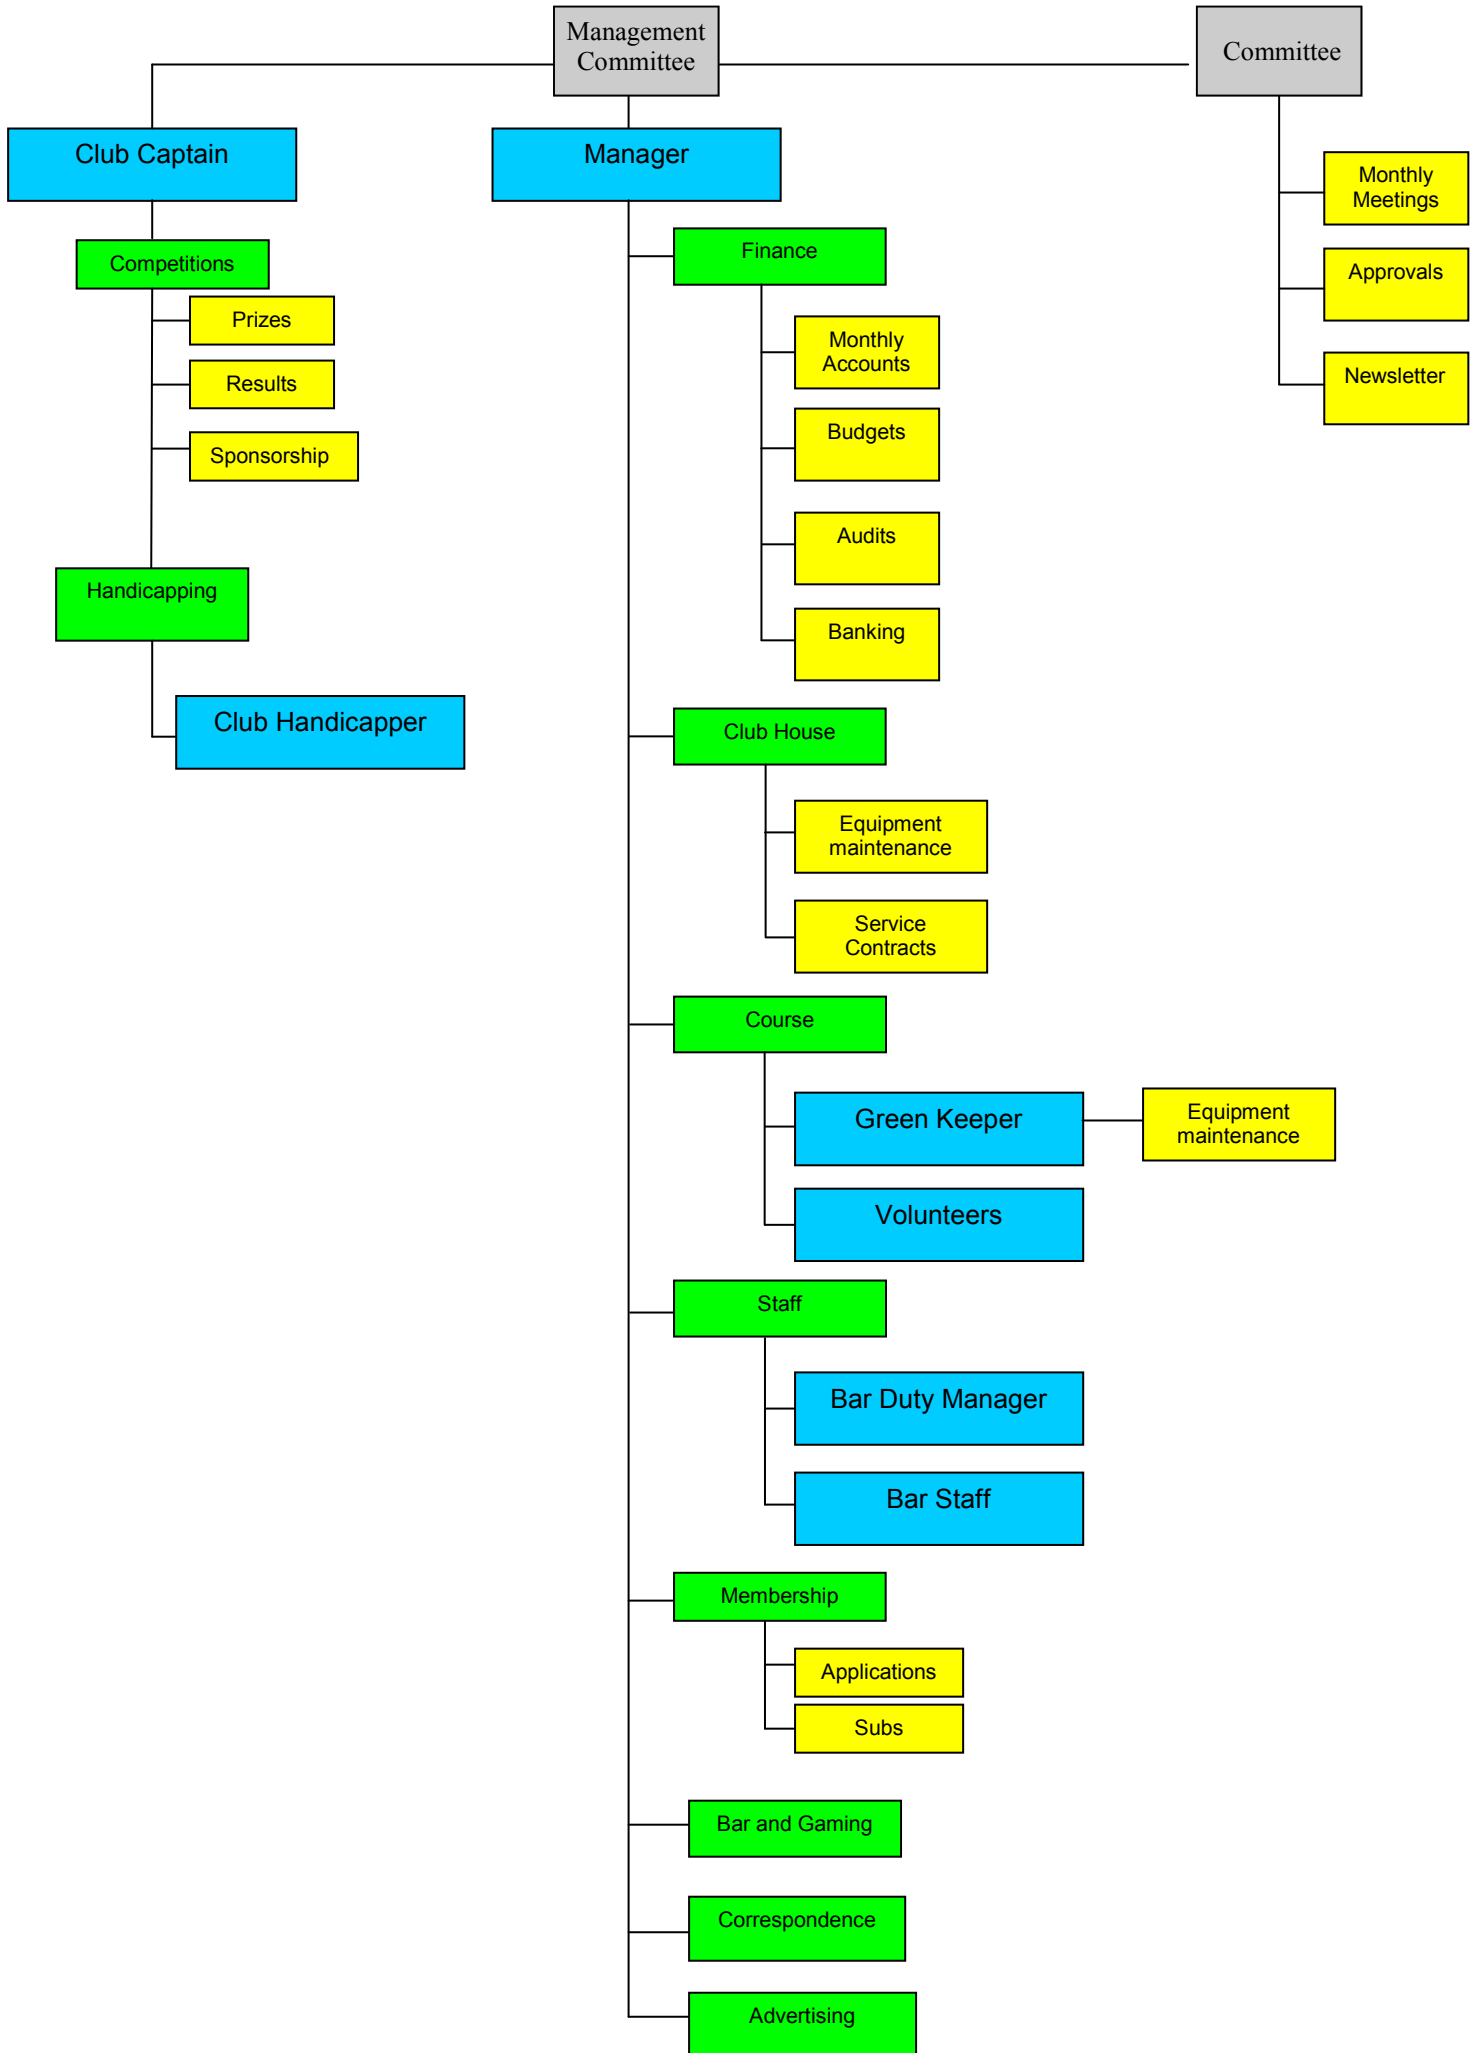 Management
Committee
Committee
Club Captain
Manager
Monthly
Meetings
Approvals
Newsletter
Competitions
Prizes
Results
Sponsorship
Handicapping
Club Handicapper
Finance
Monthly
Accounts
Budgets
Audits
Banking
Club House
Equipment
maintenance
Service
Contracts
Course
Green Keeper
Equipment
maintenance
Volunteers
Staff
Bar Duty Manager
Bar Staff
Membership
Applications
Subs
Bar and Gaming
Correspondence
Advertising